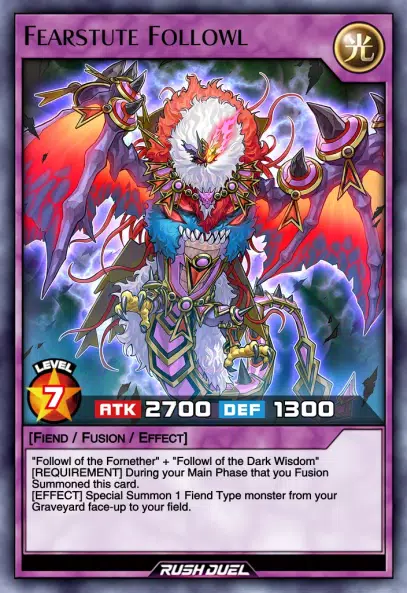 FEARSTUTE FOLLOWL
光
LEVEL
7
ATK 2700 DEF 1300
[FIEND / FUSION / EFFECT]
"Followl of the Fornether" + "Followl of the Dark Wisdom"
[REQUIREMENT] During your Main Phase that you Fusion
Summoned this card.
[EFFECT] Special Summon 1 Fiend Type monster from your
Graveyard face-up to your field.
RUSH DUEL